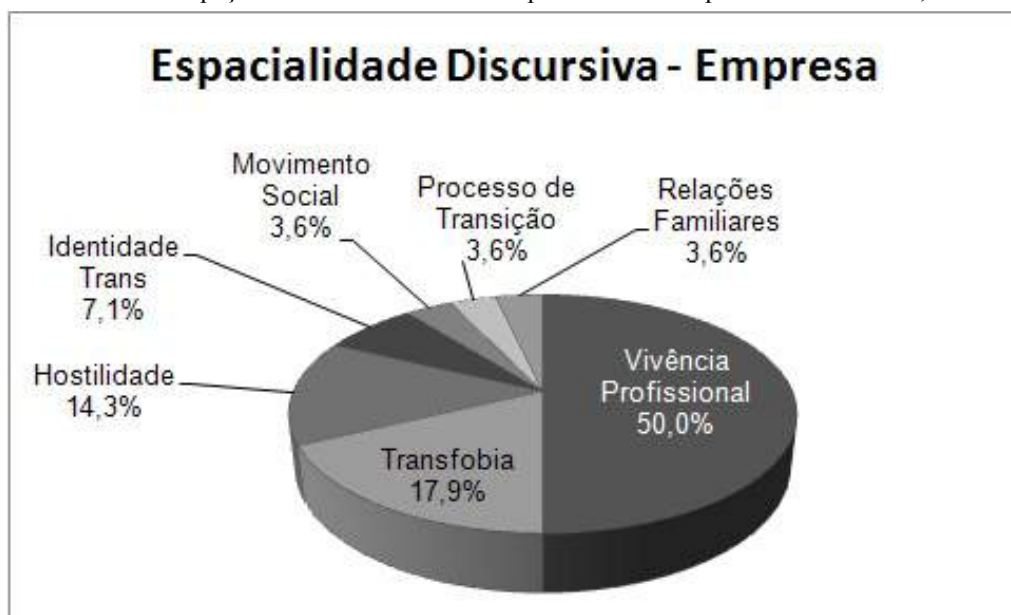 Espacialidade Discursiva - Empresa
Movimento
Social
3,6%
Processo de
Transição
3,6%
Relações
Familiares
3,6%
Identidade
Trans
7,1%
Hostilidade
14,3%
Vivência
Profissional
50,0%
Transfobia
17,9%